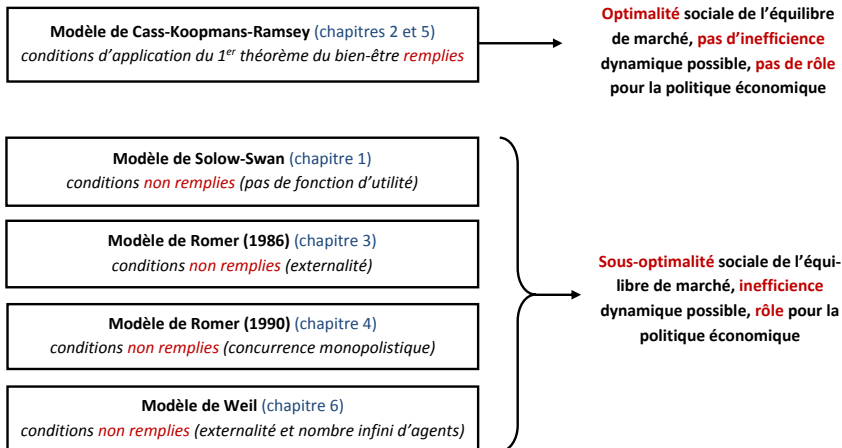 Modèle de Cass-Koopmans-Ramsey (chapitres 2 et 5)
conditions d'application du 1er théorème du bien-être remplies
Optimalité sociale de l'équilibre
de marché, pas d'inefficience
dynamique possible, pas de rôle
pour la politique économique
Modèle de Solow-Swan (chapitre 1)
conditions non remplies (pas de fonction d'utilité)
Modèle de Romer (1986) (chapitre 3)
conditions non remplies (externalité)
Modèle de Romer (1990) (chapitre 4)
conditions non remplies (concurrence monopolistique)
Modèle de Weil (chapitre 6)
conditions non remplies (externalité et nombre infini d'agents)
Sous-optimalité sociale de l'équi-
libre de marché, inefficience
dynamique possible, rôle pour la
politique économique